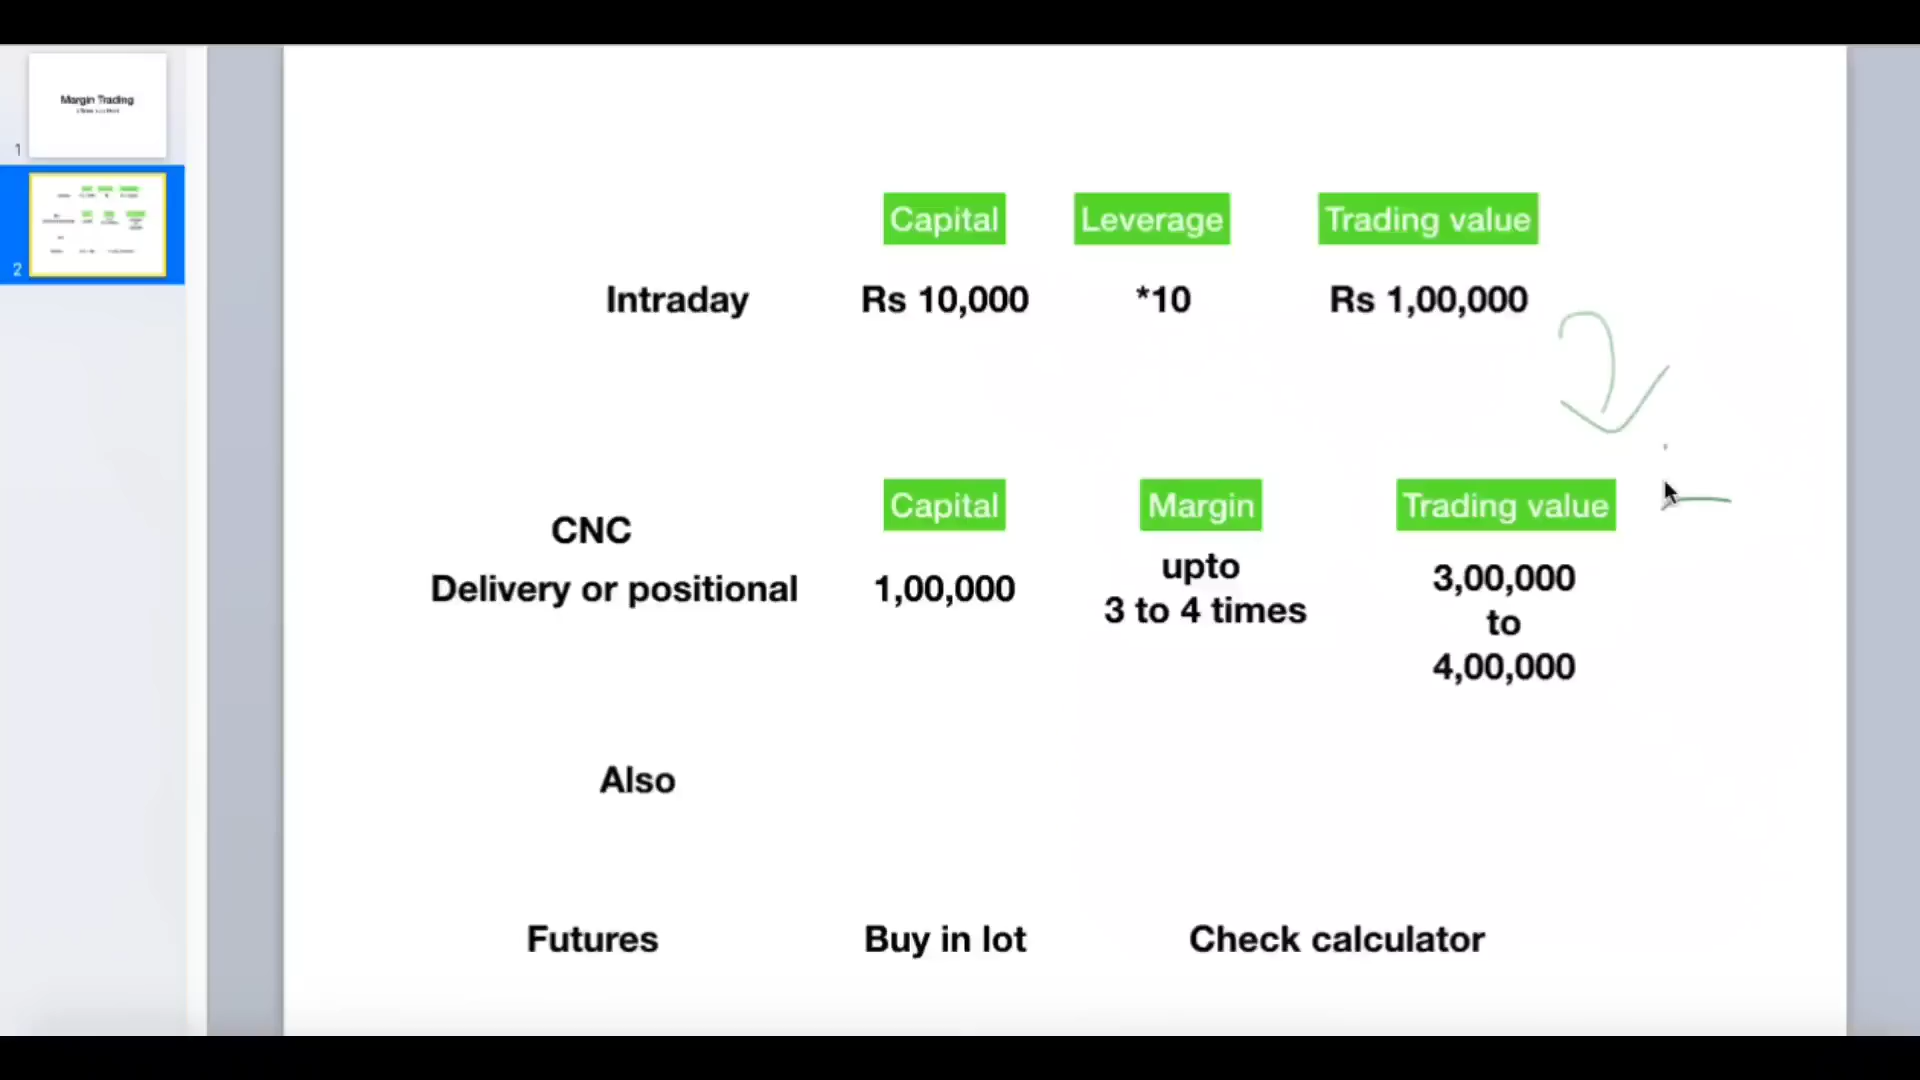 Margin Trading
1
2
Capital Leverage Trading value
Intraday Rs 10,000 *10 Rs 1,00,000
Capital Margin Trading value
CNC
Delivery or positional 1,00,000
upto
3 to 4 times
3,00,000
to
4,00,000
Also
Futures Buy in lot Check calculator